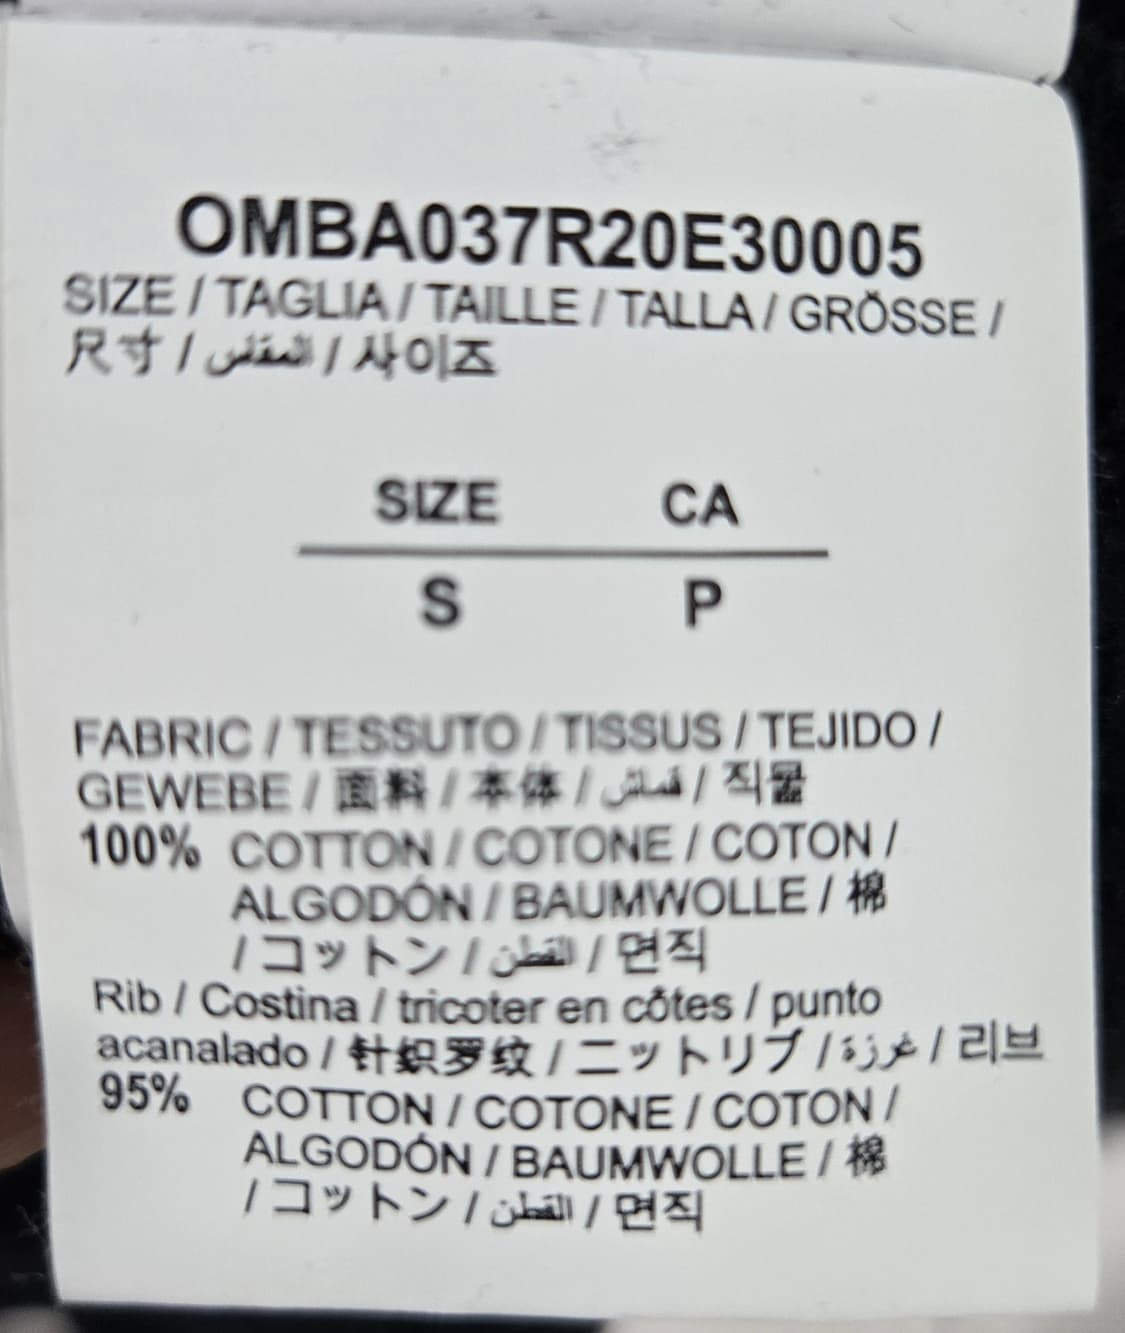 OMBA037R20E30005
SIZE / TAGLIA / TAILLE / TALLA / GRÖSSE /
尺寸 / المقاس / 사이즈
SIZE CA
S P
FABRIC / TESSUTO / TISSUS / TEJIDO /
GEWEBE / 面料 / 本体 / قماش / 직물
100% COTTON / COTONE / COTON /
ALGODÓN / BAUMWOLLE / 棉
/ コットン / القطن / 면직
Rib / Costina / tricoter en côtes / punto
acanalado / 针织罗纹 / ニットリブ / غرزة / 리브
95% COTTON / COTONE / COTON /
ALGODÓN / BAUMWOLLE / 棉
/ コットン / القطن / 면직